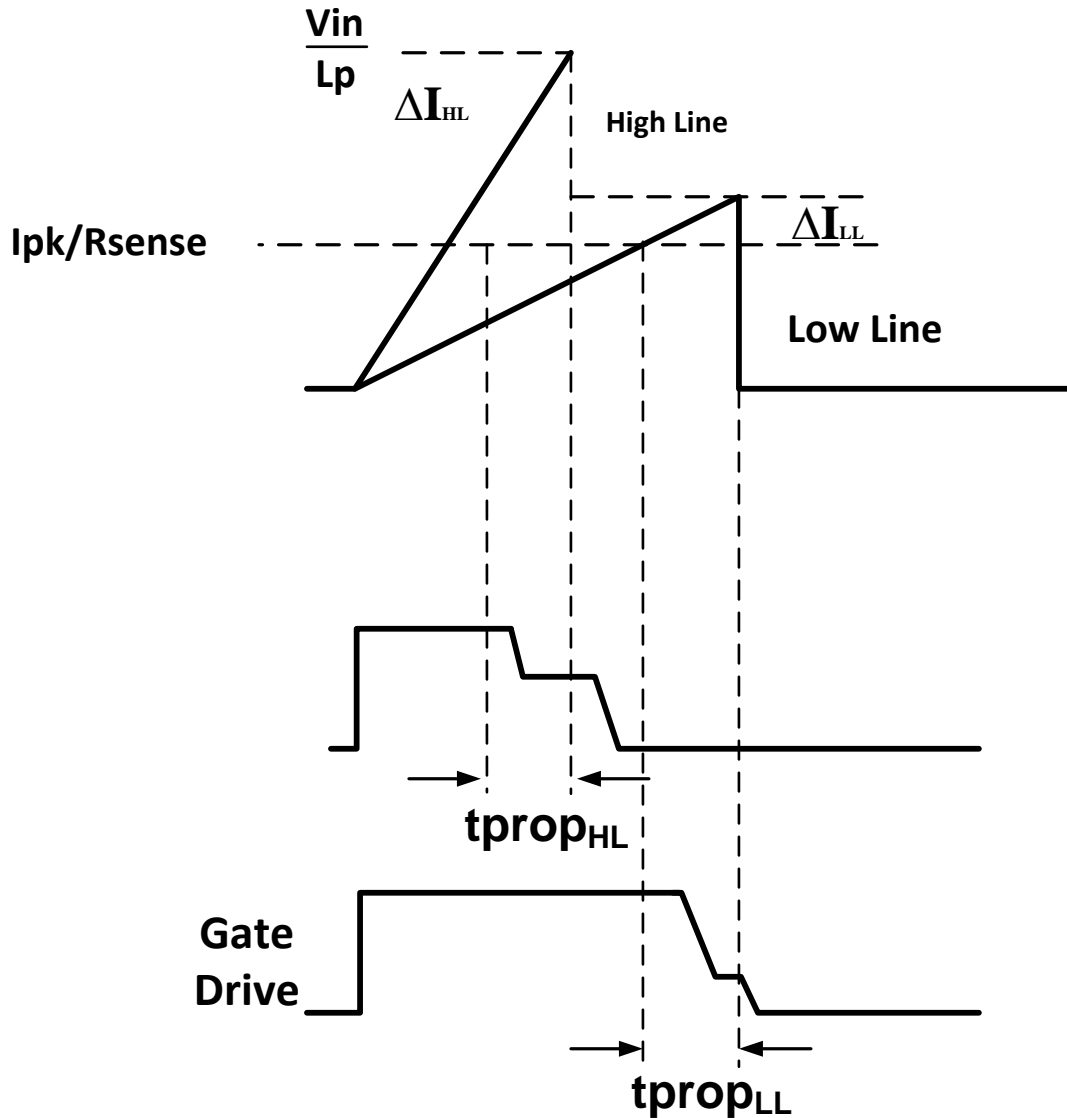 Vin
Lp
ΔIHL
High Line
Ipk/Rsense
ΔILL
Low Line
tpropHL
Gate
Drive
tpropLL